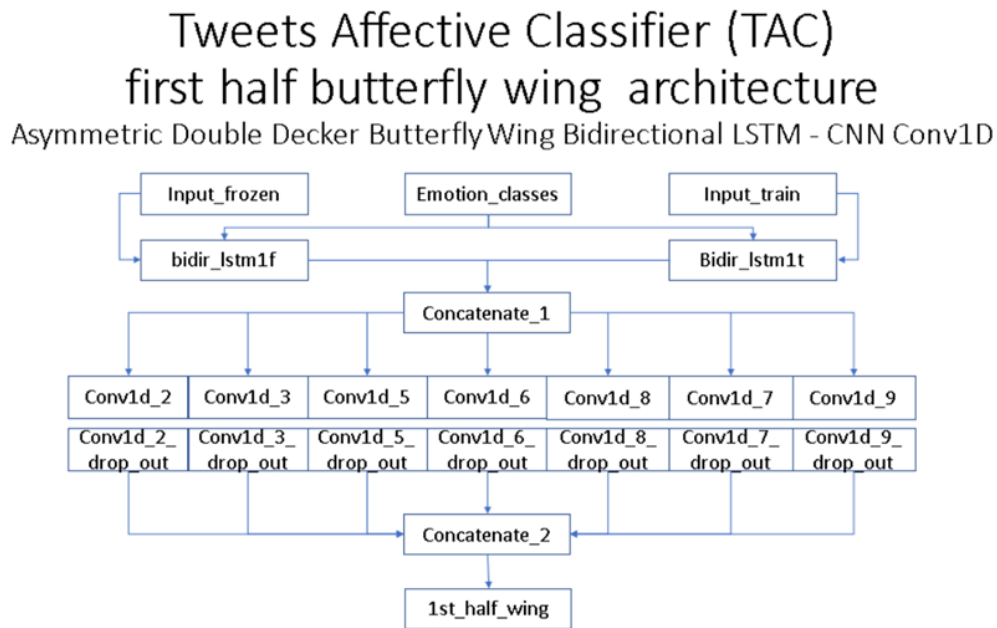 Tweets Affective Classifier (TAC)
first half butterfly wing architecture
Asymmetric Double Decker Butterfly Wing Bidirectional LSTM - CNN Conv1D
Input_frozen
Emotion_classes
Input_train
bidir_lstm1f
Bidir_lstm1t
Concatenate_1
Conv1d_2
Conv1d_3
Conv1d_5
Conv1d_6
Conv1d_8
Conv1d_7
Conv1d_9
Conv1d_2_
drop_out
Conv1d_3_
drop_out
Conv1d_5_
drop_out
Conv1d_6_
drop_out
Conv1d_8_
drop_out
Conv1d_7_
drop_out
Conv1d_9_
drop_out
Concatenate_2
1st_half_wing